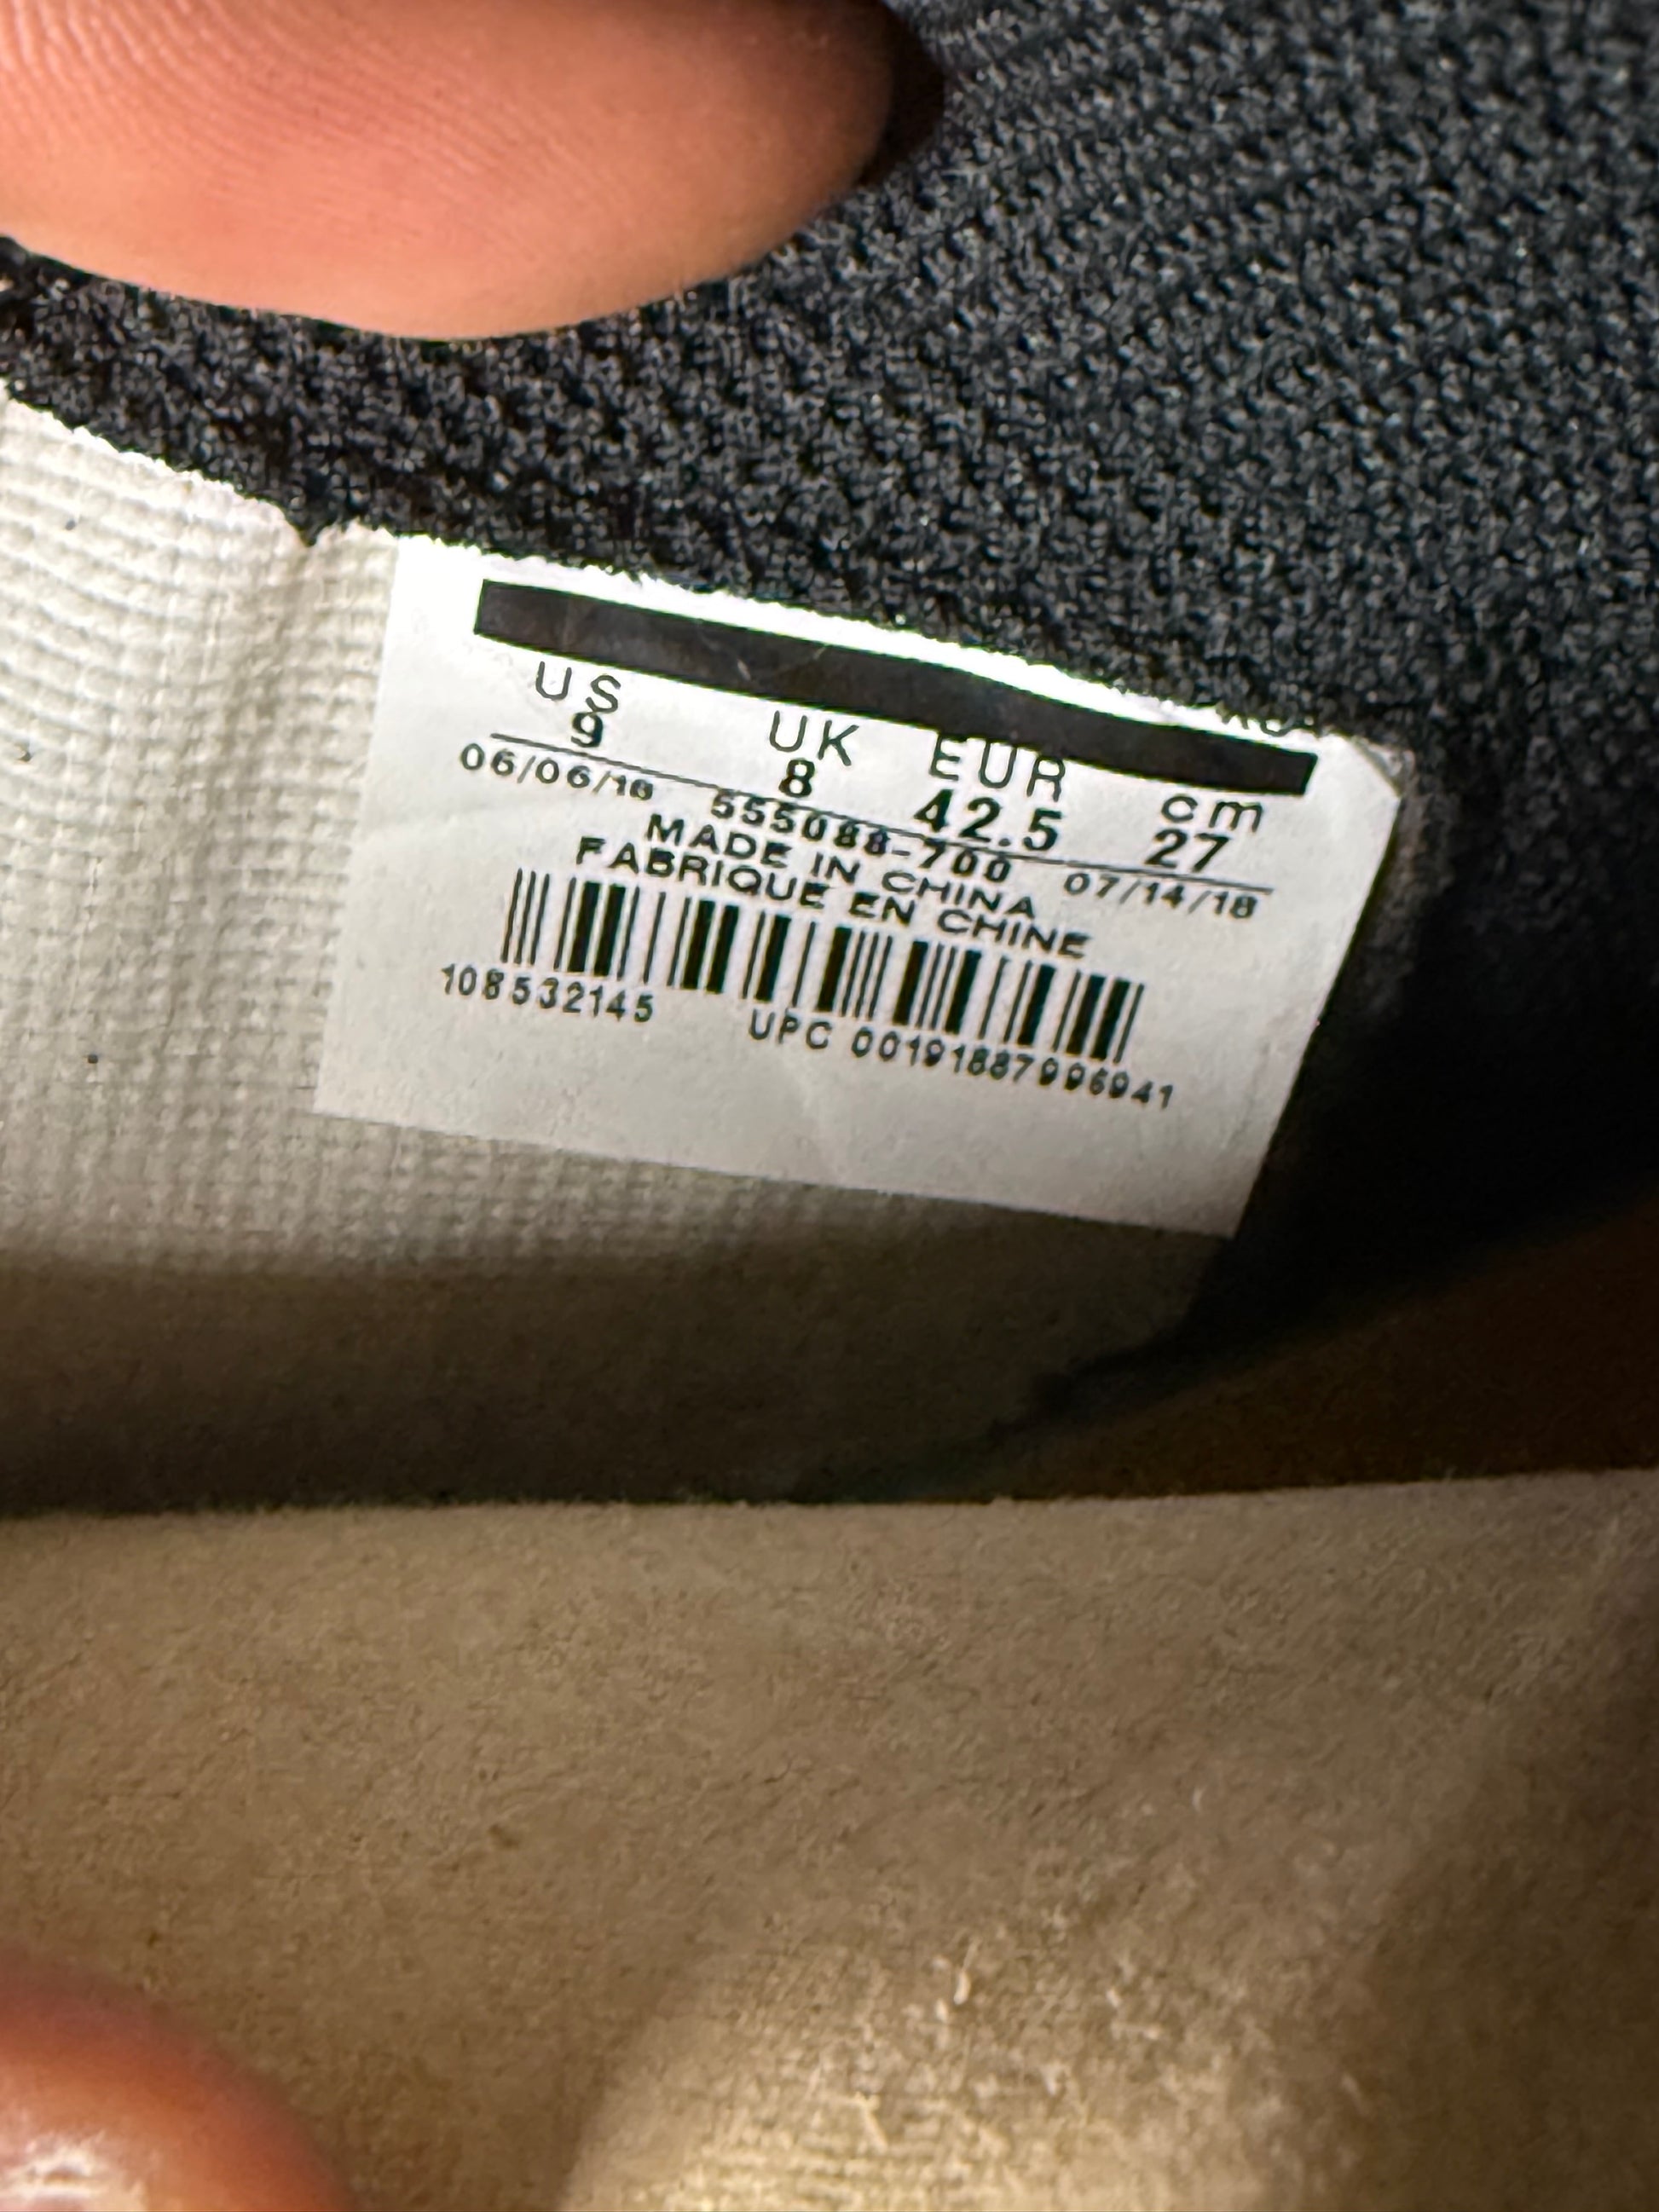 US UK EUR cm
9 8 42.5 27
06/06/18 555088-700 07/14/18
MADE IN CHINA
FABRIQUE EN CHINE
108532145 UPC 00191887996941